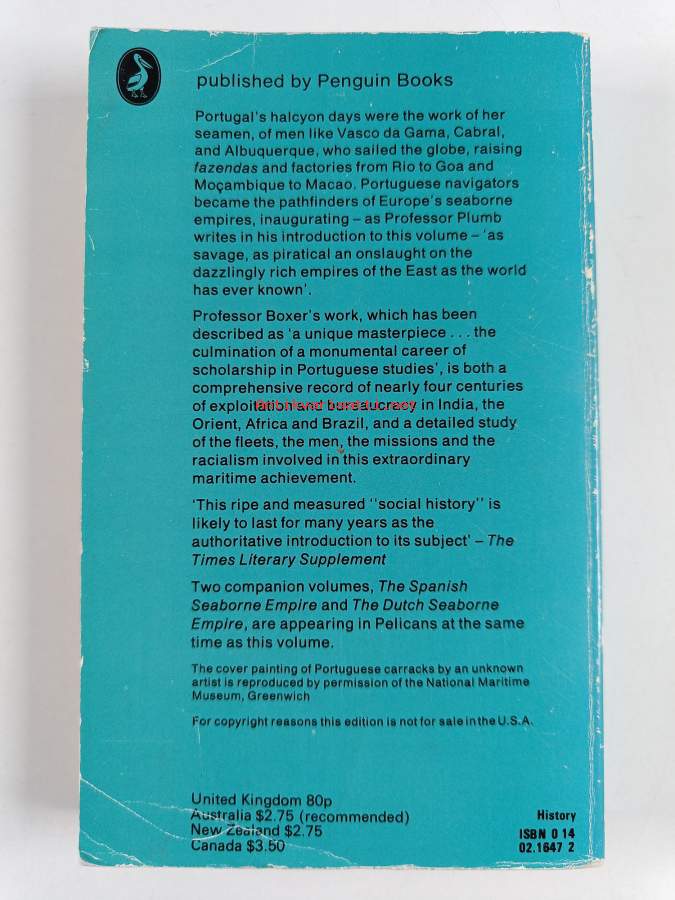 published by Penguin Books
Portugal's halcyon days were the work of her
seamen, of men like Vasco da Gama, Cabral,
and Albuquerque, who sailed the globe, raising
fazendas and factories from Rio to Goa and
Moçambique to Macao. Portuguese navigators
became the pathfinders of Europe's seaborne
empires, inaugurating – as Professor Plumb
writes in his introduction to this volume – 'as
savage, as piratical an onslaught on the
dazzlingly rich empires of the East as the world
has ever known'.
Professor Boxer's work, which has been
described as 'a unique masterpiece . . . the
culmination of a monumental career of
scholarship in Portuguese studies', is both a
comprehensive record of nearly four centuries
of exploitation and bureaucracy in India, the
Orient, Africa and Brazil, and a detailed study
of the fleets, the men, the missions and the
racialism involved in this extraordinary
maritime achievement.
'This ripe and measured "social history" is
likely to last for many years as the
authoritative introduction to its subject' – The
Times Literary Supplement
Two companion volumes, The Spanish
Seaborne Empire and The Dutch Seaborne
Empire, are appearing in Pelicans at the same
time as this volume.
The cover painting of Portuguese carracks by an unknown
artist is reproduced by permission of the National Maritime
Museum, Greenwich
For copyright reasons this edition is not for sale in the U.S.A.
United Kingdom 80p
Australia $2.75 (recommended)
New Zealand $2.75
Canada $3.50
History
ISBN 0 14
02.1647 2